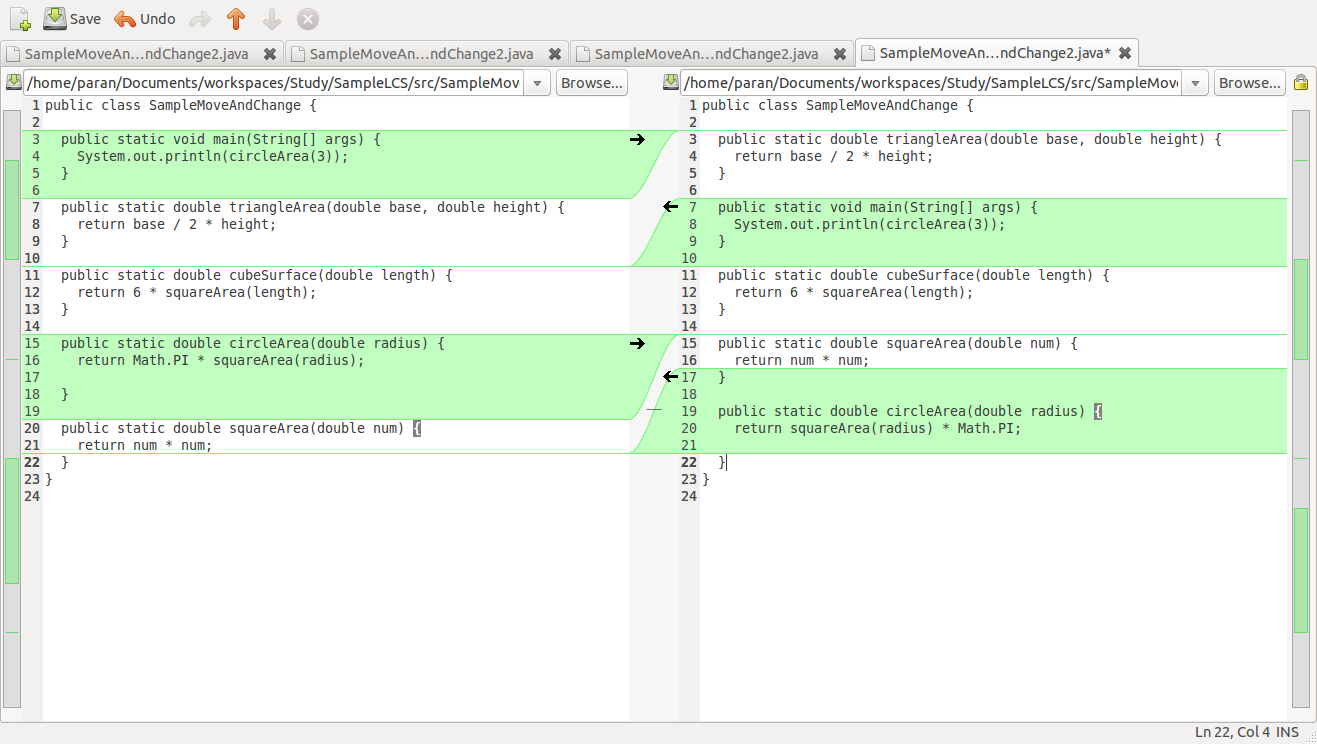 Save Undo
SampleMoveAn...ndChange2.java SampleMoveAn...ndChange2.java SampleMoveAn...ndChange2.java SampleMoveAn...ndChange2.java*
/home/paran/Documents/workspaces/Study/SampleLCS/src/SampleMov Browse... /home/paran/Documents/workspaces/Study/SampleLCS/src/SampleMov Browse...
1 public class SampleMoveAndChange {
2
3   public static void main(String[] args) {
4     System.out.println(circleArea(3));
5   }
6
7   public static double triangleArea(double base, double height) {
8     return base / 2 * height;
9   }
10
11   public static double cubeSurface(double length) {
12     return 6 * squareArea(length);
13   }
14
15   public static double circleArea(double radius) {
16     return Math.PI * squareArea(radius);
17
18   }
19
20   public static double squareArea(double num) {
21     return num * num;
22   }
23 }
24
1 public class SampleMoveAndChange {
2
3   public static double triangleArea(double base, double height) {
4     return base / 2 * height;
5   }
6
7   public static void main(String[] args) {
8     System.out.println(circleArea(3));
9   }
10
11   public static double cubeSurface(double length) {
12     return 6 * squareArea(length);
13   }
14
15   public static double squareArea(double num) {
16     return num * num;
17   }
18
19   public static double circleArea(double radius) {
20     return squareArea(radius) * Math.PI;
21
22   }
23 }
24
Ln 22, Col 4 INS